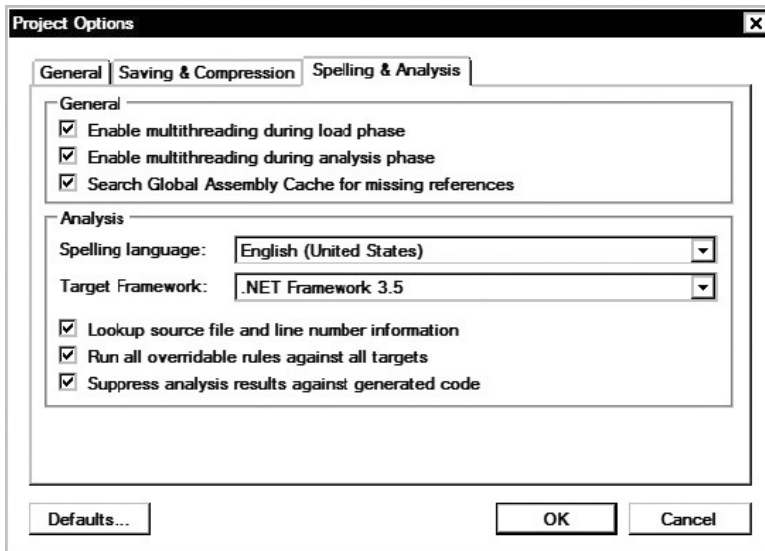 Project Options
General
Saving & Compression
Spelling & Analysis
General
Enable multithreading during load phase
Enable multithreading during analysis phase
Search Global Assembly Cache for missing references
Analysis
Spelling language: English (United States)
Target Framework: .NET Framework 3.5
Lookup source file and line number information
Run all overridable rules against all targets
Suppress analysis results against generated code
Defaults...
OK
Cancel